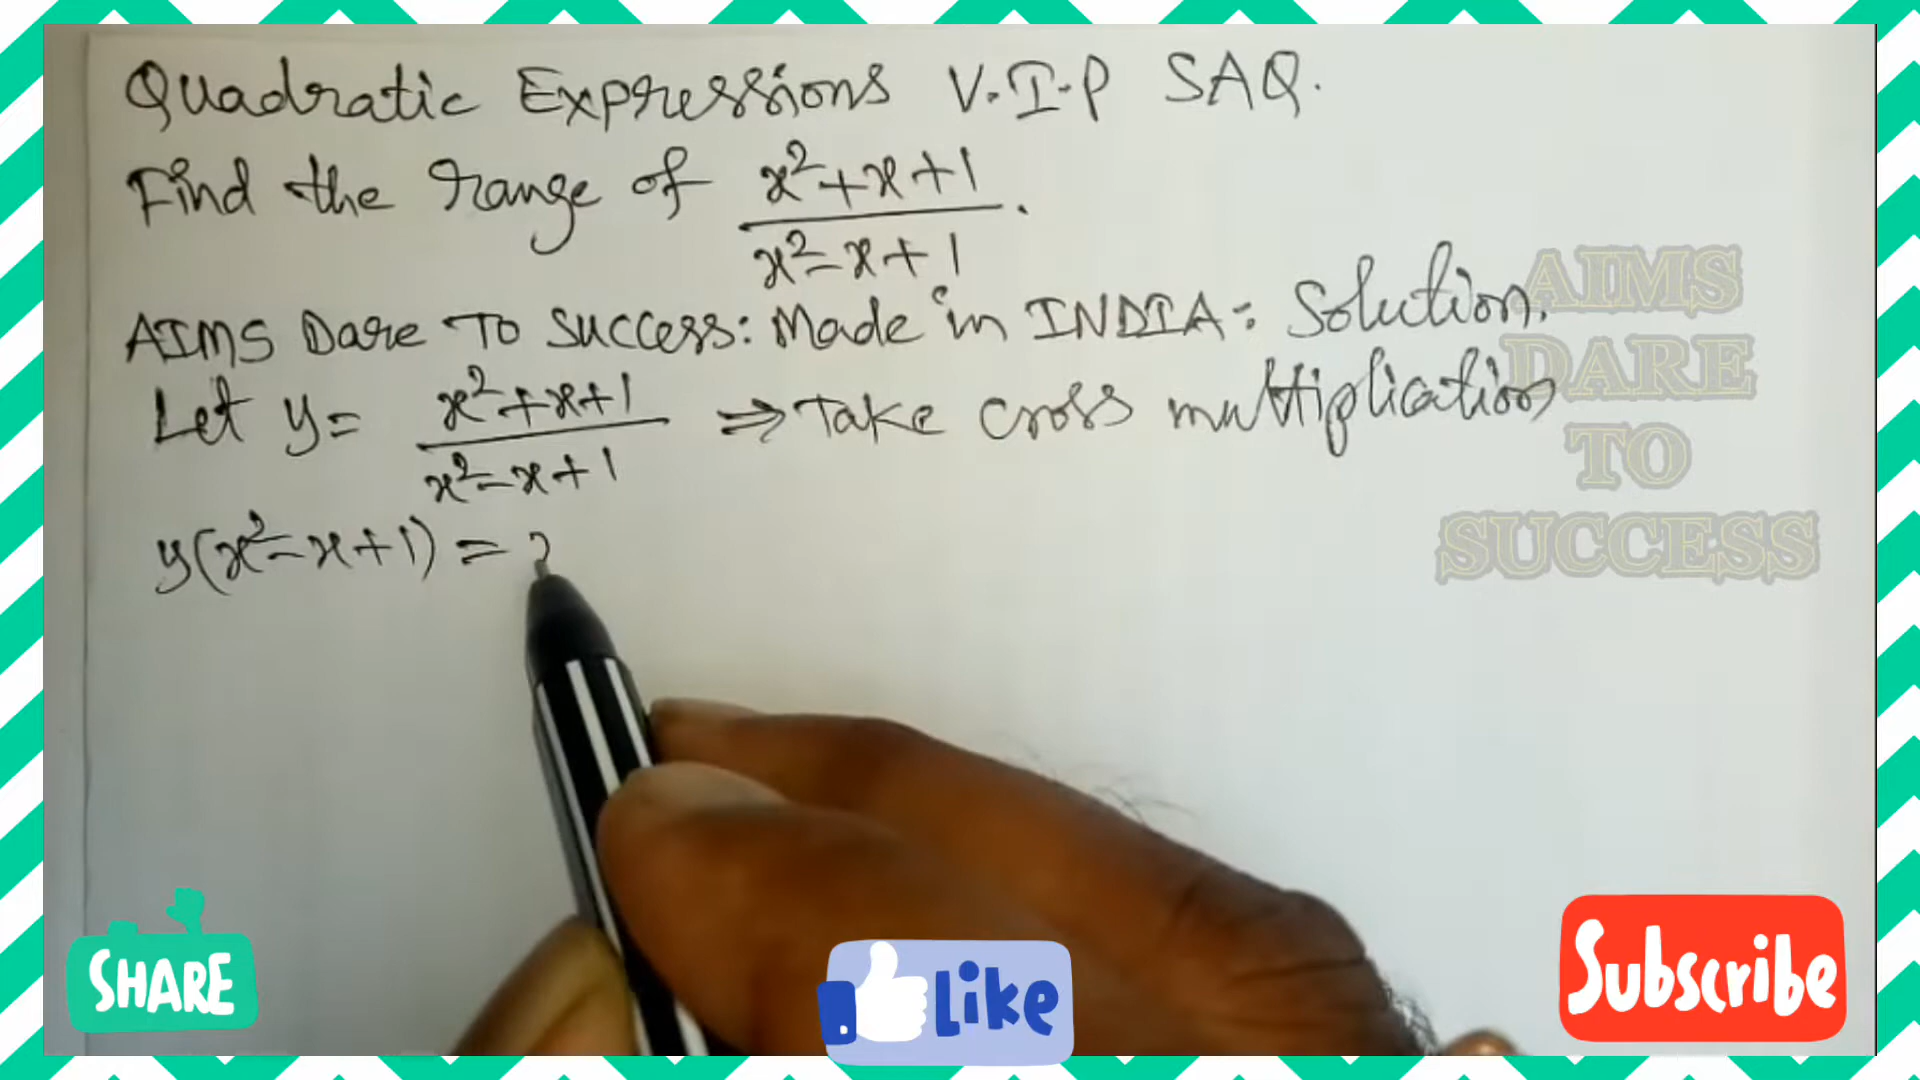 Quadratic Expressions V.I.P SAQ.
Find the range of x²+x+1 / x²-x+1 .
AIMS Dare To Success: Made in INDIA: Solution.
Let y = x²+x+1 / x²-x+1 ⇒ Take cross multiplication
y(x²-x+1) =
AIMS
DARE
TO
SUCCESS
SHARE
Like
Subscribe